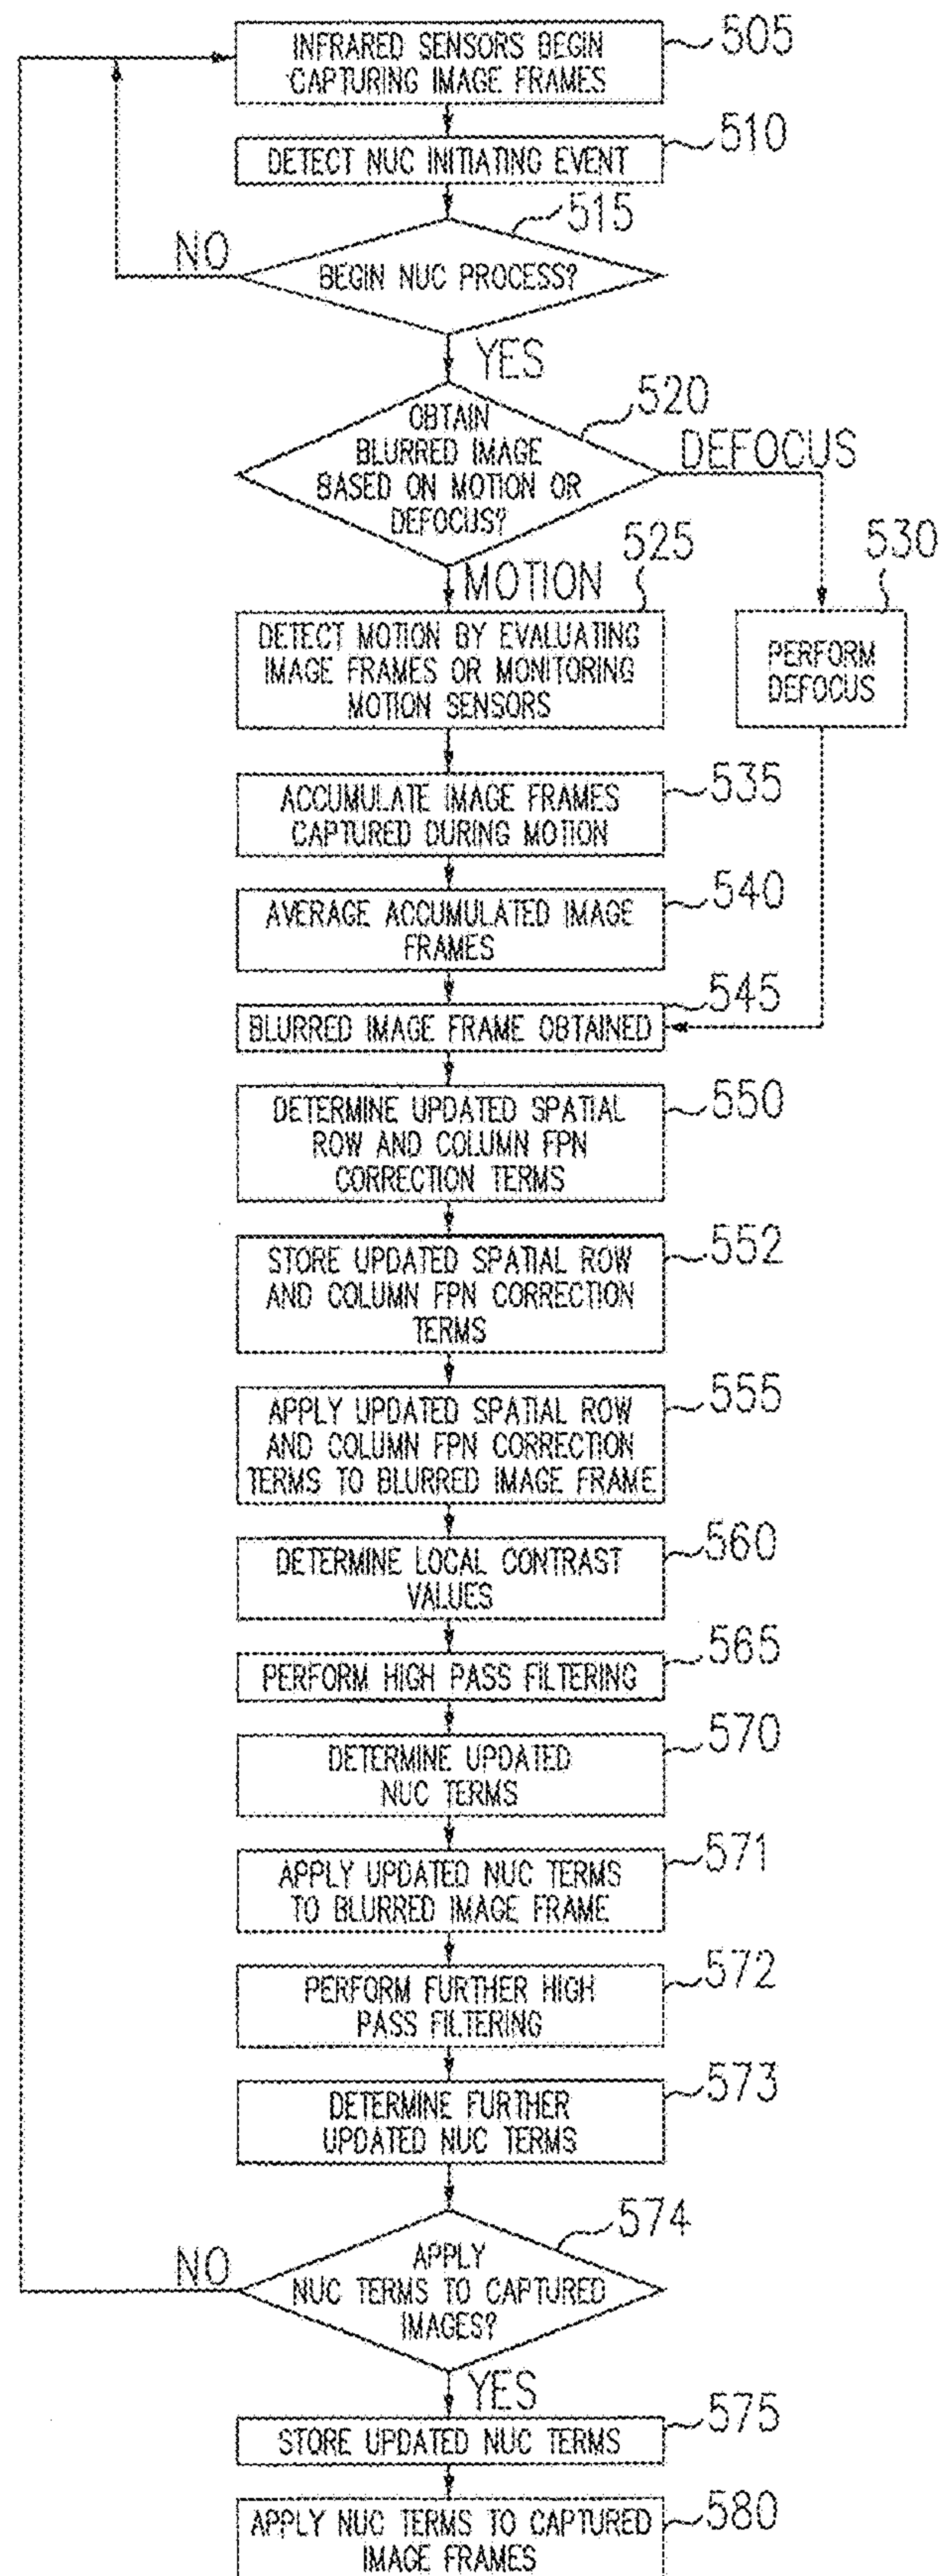 INFRARED SENSORS BEGIN
CAPTURING IMAGE FRAMES
505
DETECT NUC INITIATING EVENT
510
515
NO
BEGIN NUC PROCESS?
YES
520
OBTAIN
BLURRED IMAGE
BASED ON MOTION OR
DEFOCUS?
DEFOCUS
MOTION
525
530
DETECT MOTION BY EVALUATING
IMAGE FRAMES OR MONITORING
MOTION SENSORS
PERFORM
DEFOCUS
ACCUMULATE IMAGE FRAMES
CAPTURED DURING MOTION
535
AVERAGE ACCUMULATED IMAGE
FRAMES
540
BLURRED IMAGE FRAME OBTAINED
545
DETERMINE UPDATED SPATIAL
ROW AND COLUMN FPN
CORRECTION TERMS
550
STORE UPDATED SPATIAL ROW
AND COLUMN FPN CORRECTION
TERMS
552
APPLY UPDATED SPATIAL ROW
AND COLUMN FPN CORRECTION
TERMS TO BLURRED IMAGE FRAME
555
DETERMINE LOCAL CONTRAST
VALUES
560
PERFORM HIGH PASS FILTERING
565
DETERMINE UPDATED
NUC TERMS
570
APPLY UPDATED NUC TERMS
TO BLURRED IMAGE FRAME
571
PERFORM FURTHER HIGH
PASS FILTERING
572
DETERMINE FURTHER
UPDATED NUC TERMS
573
574
NO
APPLY
NUC TERMS TO CAPTURED
IMAGES?
YES
STORE UPDATED NUC TERMS
575
APPLY NUC TERMS TO CAPTURED
IMAGE FRAMES
580